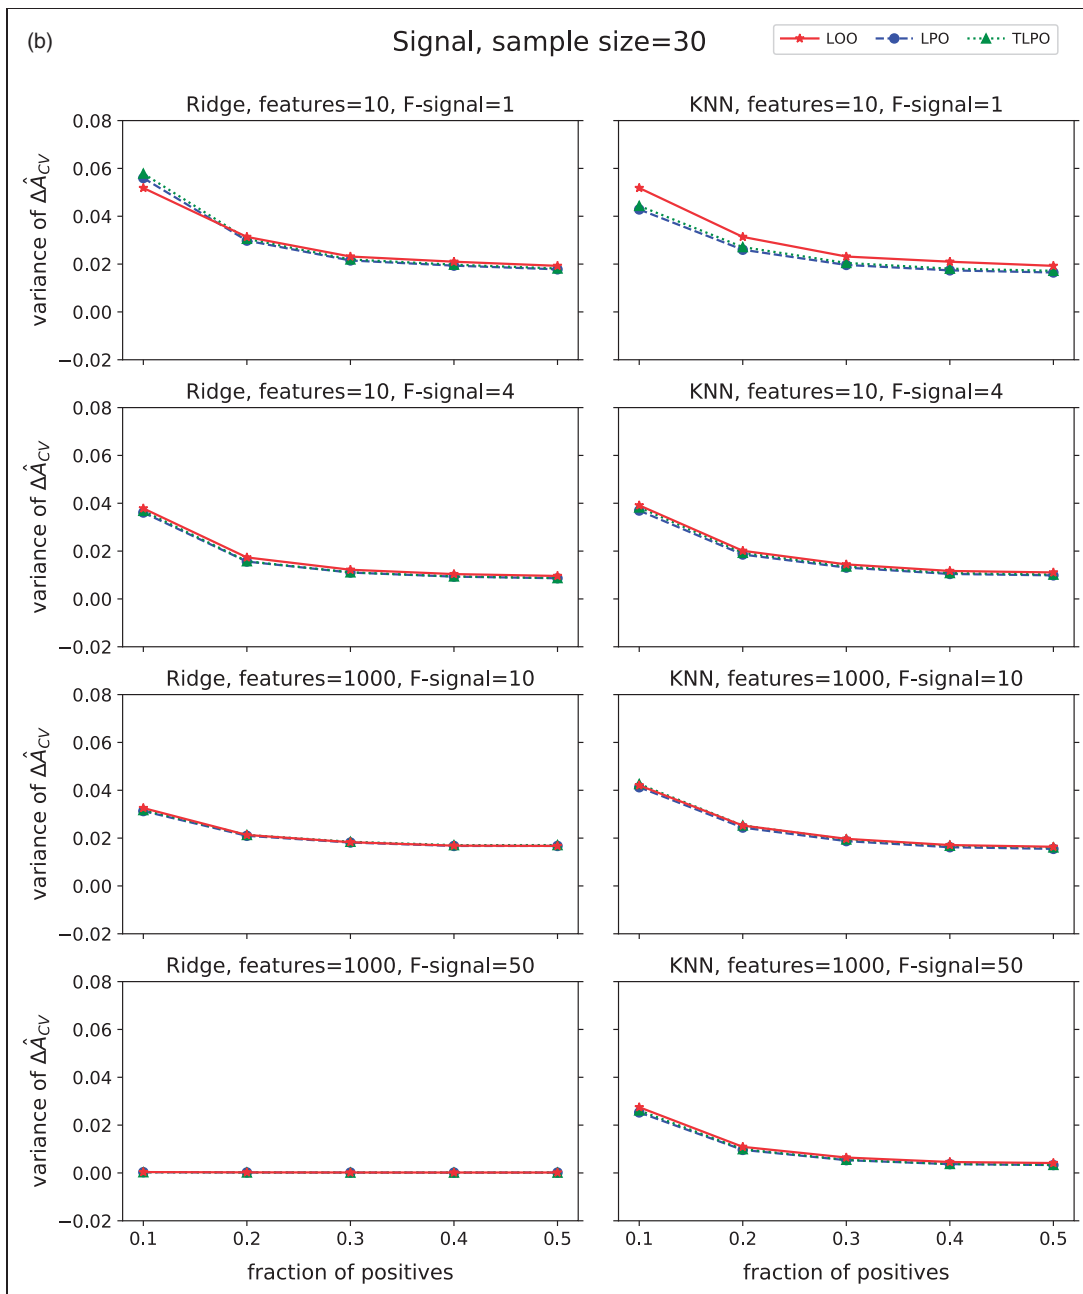 (b)
Signal, sample size=30
LOO LPO TLPO
Ridge, features=10, F-signal=1
KNN, features=10, F-signal=1
0.08
0.06
0.04
0.02
0.00
−0.02
variance of ΔÂ_CV
Ridge, features=10, F-signal=4
KNN, features=10, F-signal=4
0.08
0.06
0.04
0.02
0.00
−0.02
variance of ΔÂ_CV
Ridge, features=1000, F-signal=10
KNN, features=1000, F-signal=10
0.08
0.06
0.04
0.02
0.00
−0.02
variance of ΔÂ_CV
Ridge, features=1000, F-signal=50
KNN, features=1000, F-signal=50
0.08
0.06
0.04
0.02
0.00
−0.02
variance of ΔÂ_CV
0.1 0.2 0.3 0.4 0.5
0.1 0.2 0.3 0.4 0.5
fraction of positives
fraction of positives